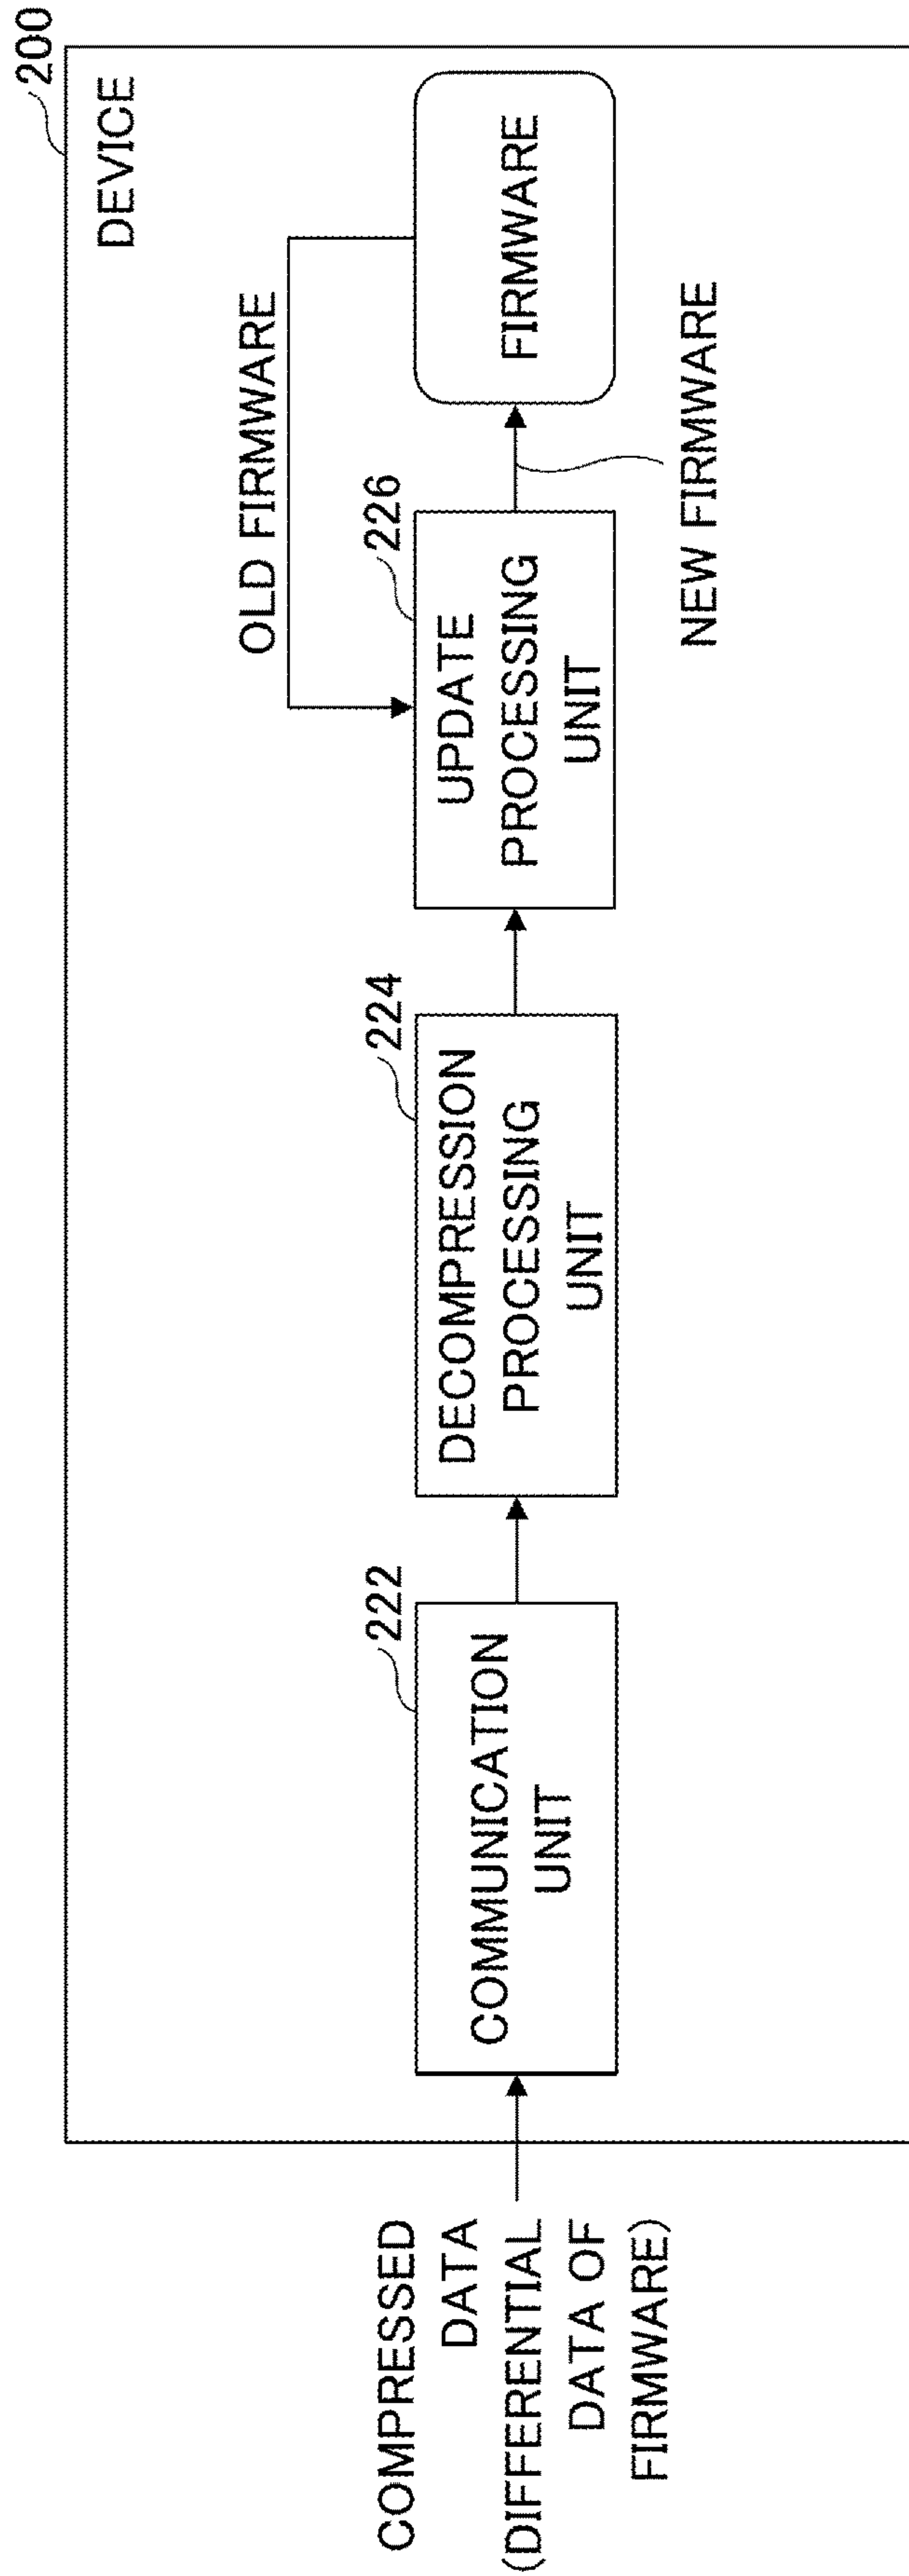 200
DEVICE
OLD FIRMWARE
COMPRESSED
DATA
(DIFFERENTIAL
DATA OF
FIRMWARE)
222
COMMUNICATION
UNIT
224
DECOMPRESSION
PROCESSING
UNIT
226
UPDATE
PROCESSING
UNIT
FIRMWARE
NEW FIRMWARE